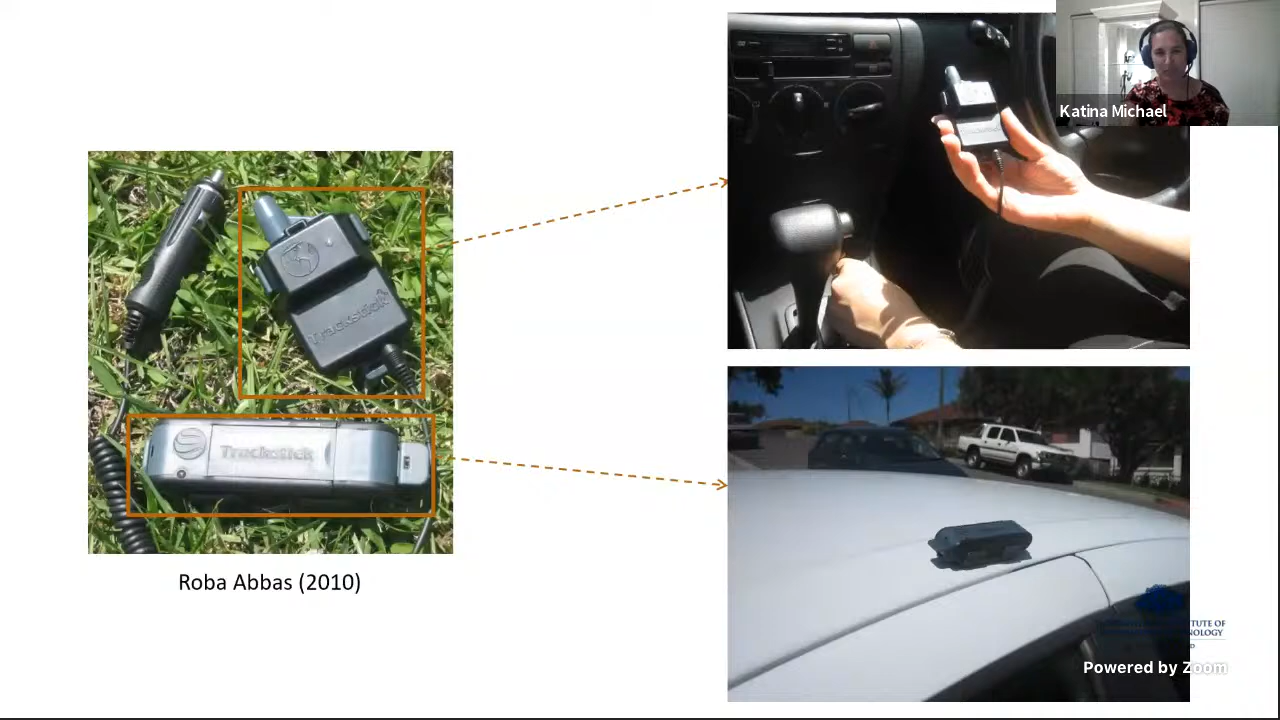 Katina Michael
Trackstick
Trackstick
Roba Abbas (2010)
Powered by Zoom